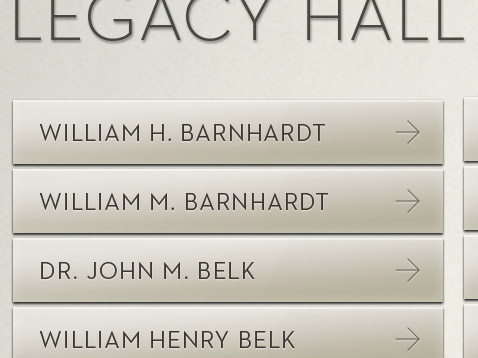 LEGACY HALL
WILLIAM H. BARNHARDT
WILLIAM M. BARNHARDT
DR. JOHN M. BELK
WILLIAM HENRY BELK